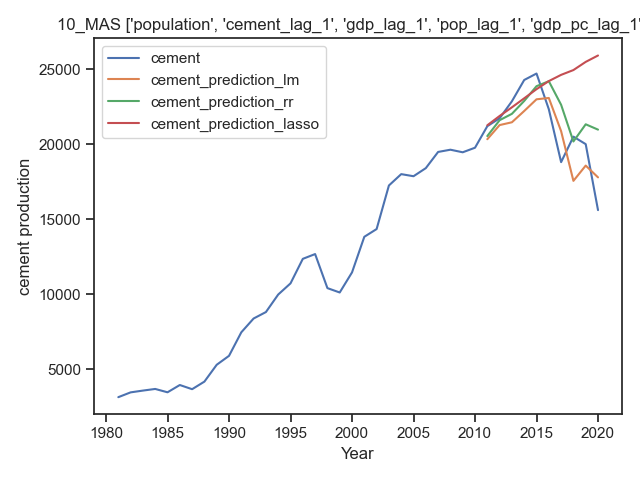 10_MAS ['population', 'cement_lag_1', 'gdp_lag_1', 'pop_lag_1', 'gdp_pc_lag_1'
cement
cement_prediction_lm
cement_prediction_rr
cement_prediction_lasso
25000
20000
15000
10000
5000
cement production
1980 1985 1990 1995 2000 2005 2010 2015 2020
Year